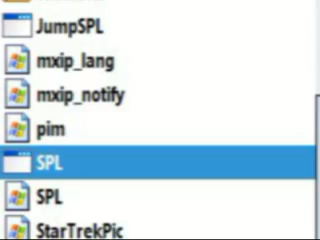 JumpSPL
mxip_lang
mxip_notify
pim
SPL
SPL
StarTrekPic